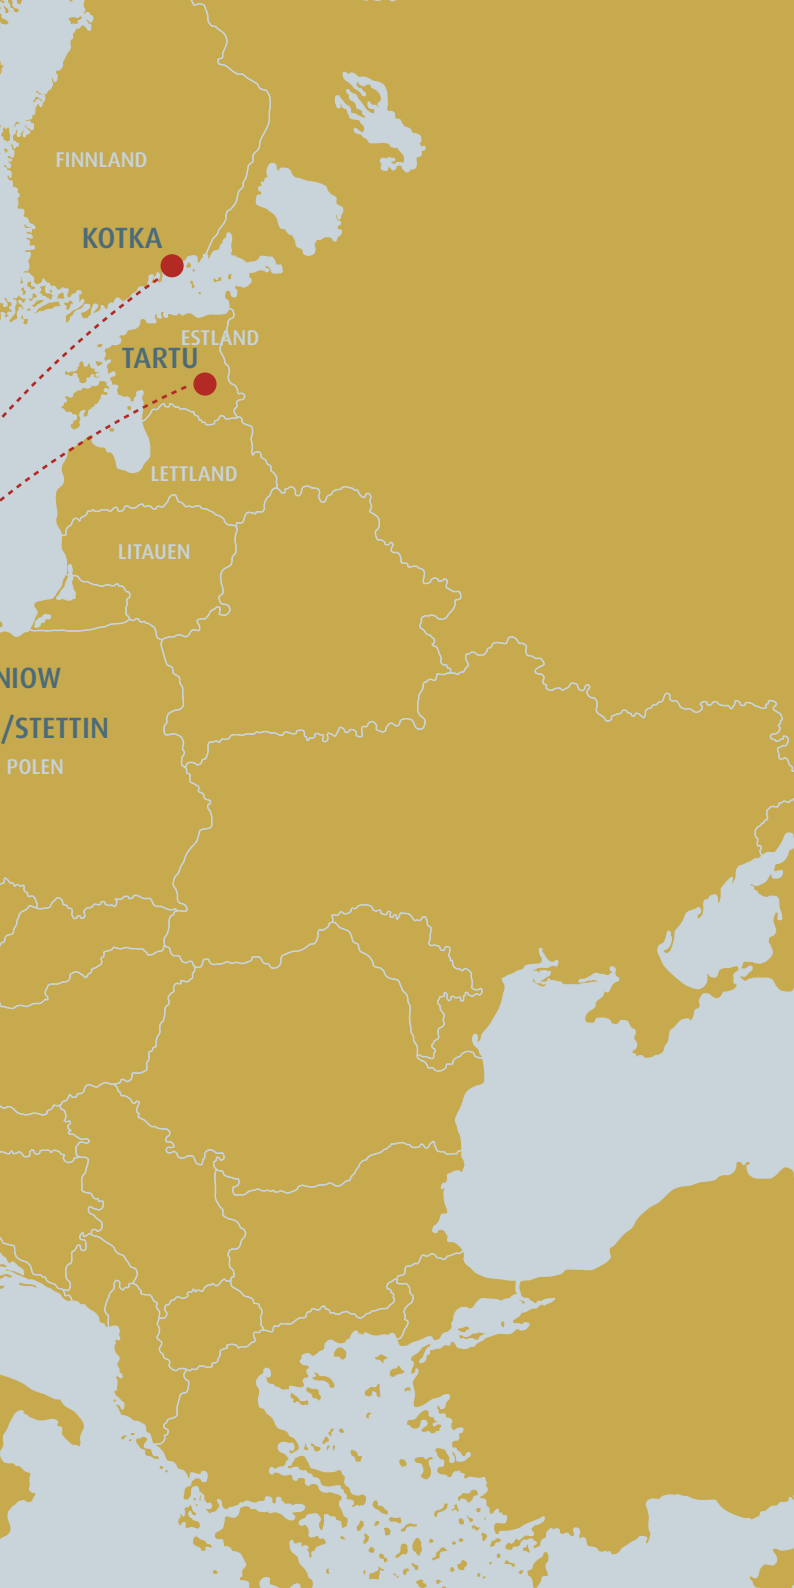 FINNLAND
KOTKA
ESTLAND
TARTU
LETTLAND
LITAUEN
NIOW
/STETTIN
POLEN